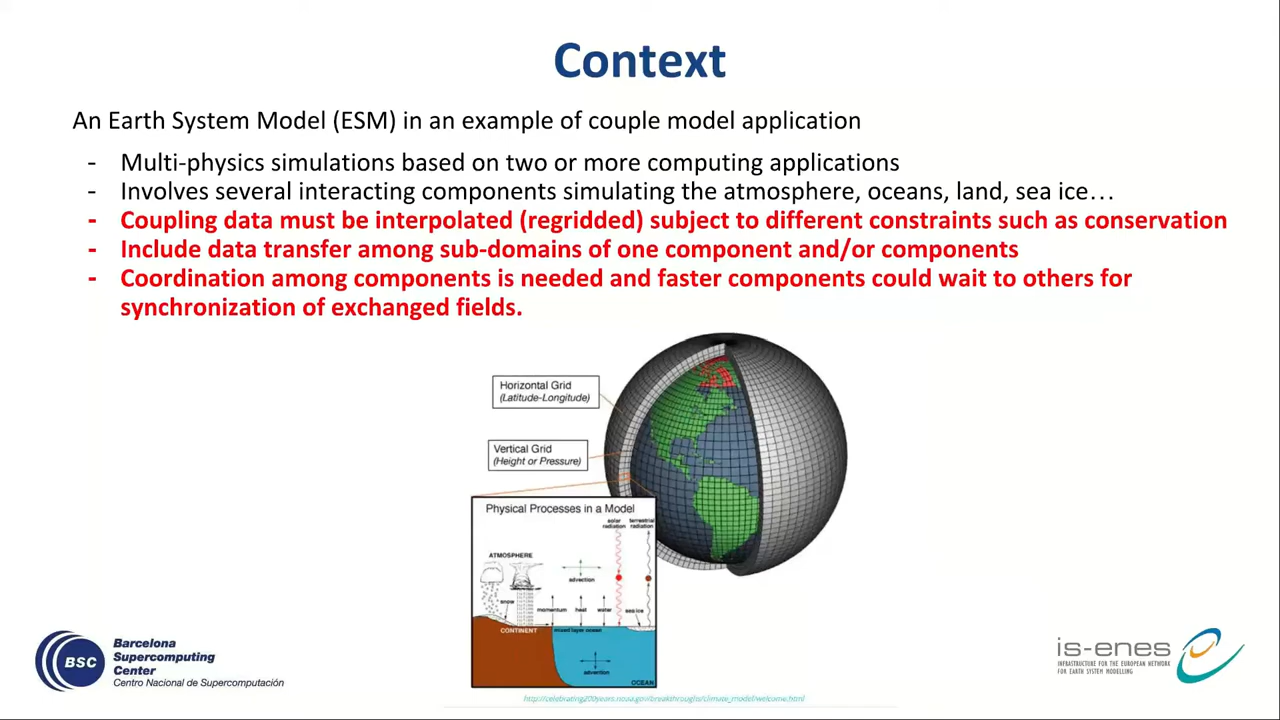 Context
An Earth System Model (ESM) in an example of couple model application
- Multi-physics simulations based on two or more computing applications
- Involves several interacting components simulating the atmosphere, oceans, land, sea ice…
- Coupling data must be interpolated (regridded) subject to different constraints such as conservation
- Include data transfer among sub-domains of one component and/or components
- Coordination among components is needed and faster components could wait to others for
synchronization of exchanged fields.
Horizontal Grid
(Latitude-Longitude)
Vertical Grid
(Height or Pressure)
Physical Processes in a Model
solar
radiation
terrestrial
radiation
ATMOSPHERE
advection
snow
momentum
heat
water
sea ice
CONTINENT
mixed layer ocean
advection
OCEAN
http://celebrating200years.noaa.gov/breakthroughs/climate_model/welcome.html
BSC
Barcelona
Supercomputing
Center
Centro Nacional de Supercomputación
is-enes
INFRASTRUCTURE FOR THE EUROPEAN NETWORK
FOR EARTH SYSTEM MODELLING